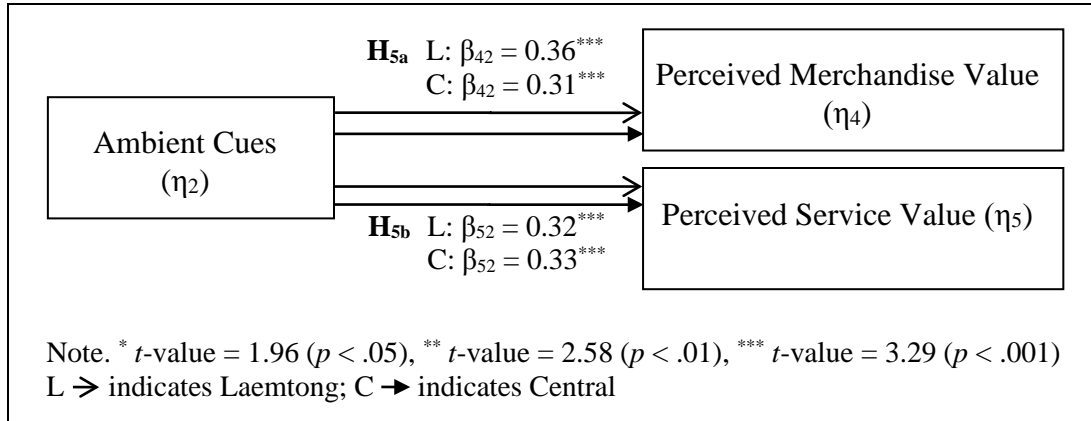 H5a L: β42 = 0.36***
C: β42 = 0.31***
Perceived Merchandise Value
(η4)
Ambient Cues
(η2)
Perceived Service Value (η5)
H5b L: β52 = 0.32***
C: β52 = 0.33***
Note. * t-value = 1.96 (p < .05), ** t-value = 2.58 (p < .01), *** t-value = 3.29 (p < .001)
L → indicates Laemtong; C → indicates Central